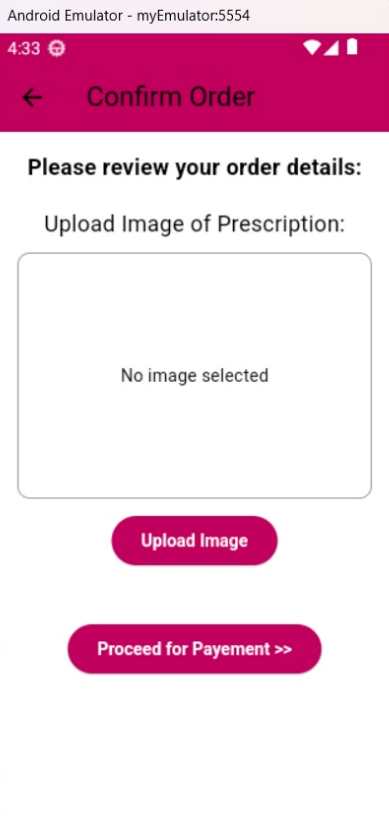 Android Emulator - myEmulator:5554
4:33
Confirm Order
Please review your order details:
Upload Image of Prescription:
No image selected
Upload Image
Proceed for Payement >>